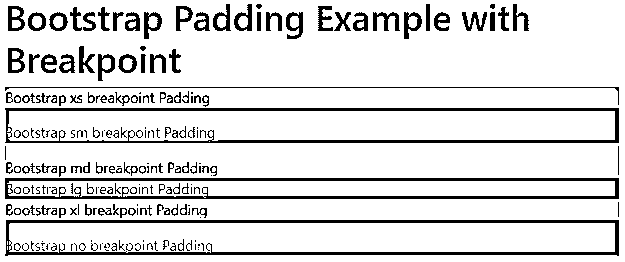 Bootstrap Padding Example with
Breakpoint
Bootstrap xs breakpoint Padding
Bootstrap sm breakpoint Padding
Bootstrap md breakpoint Padding
Bootstrap lg breakpoint Padding
Bootstrap xl breakpoint Padding
Bootstrap no breakpoint Padding